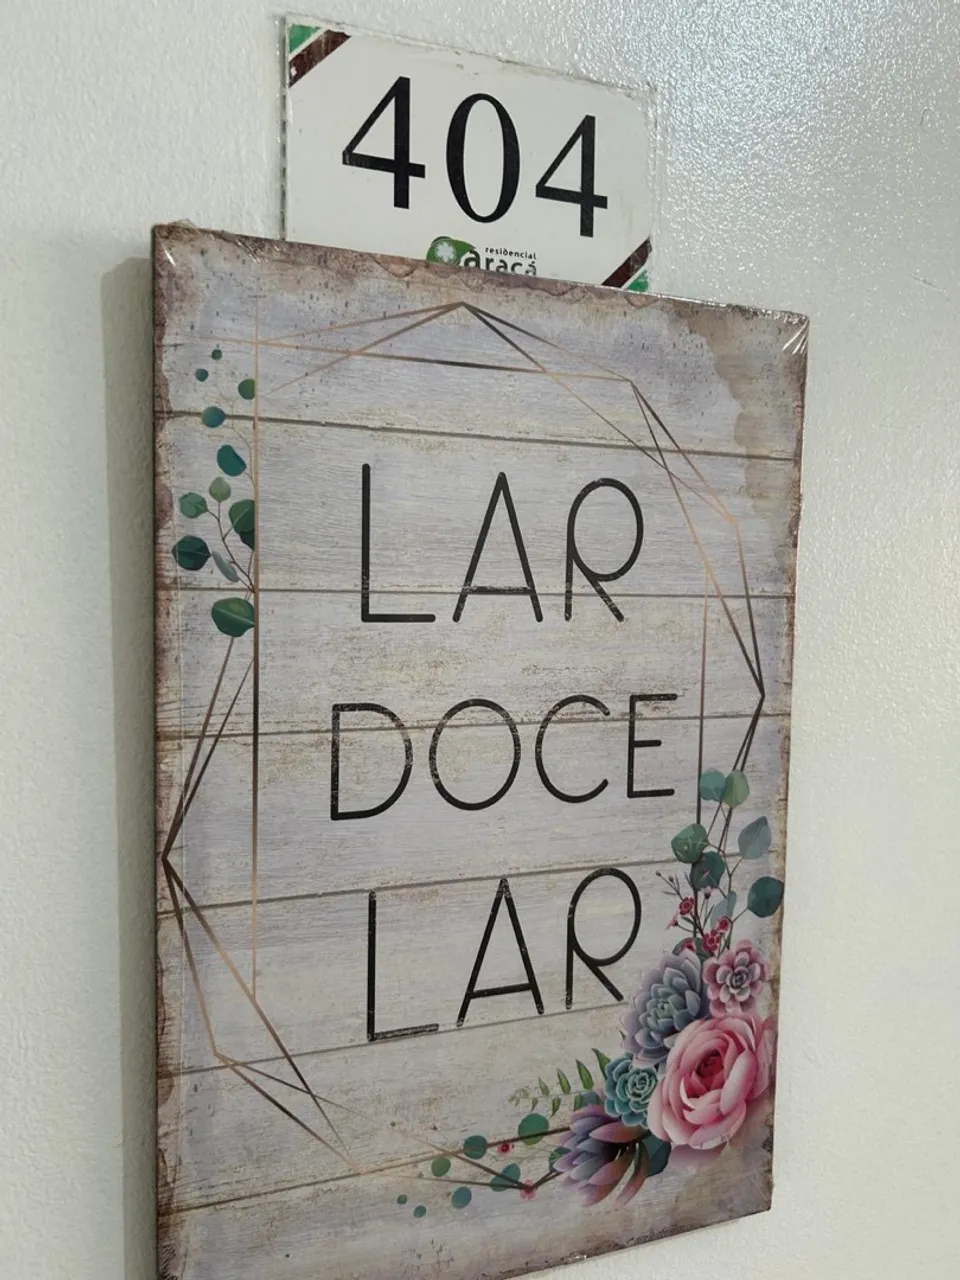 404
residencial
araçá
LAR
DOCE
LAR